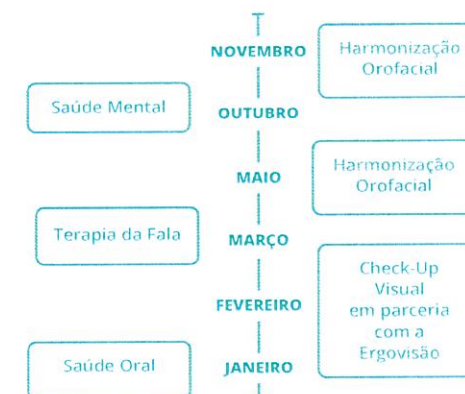 NOVEMBRO
Harmonização
Orofacial
Saúde Mental
OUTUBRO
MAIO
Harmonização
Orofacial
Terapia da Fala
MARÇO
Check-Up
Visual
em parceria
com a
Ergovisão
FEVEREIRO
Saúde Oral
JANEIRO